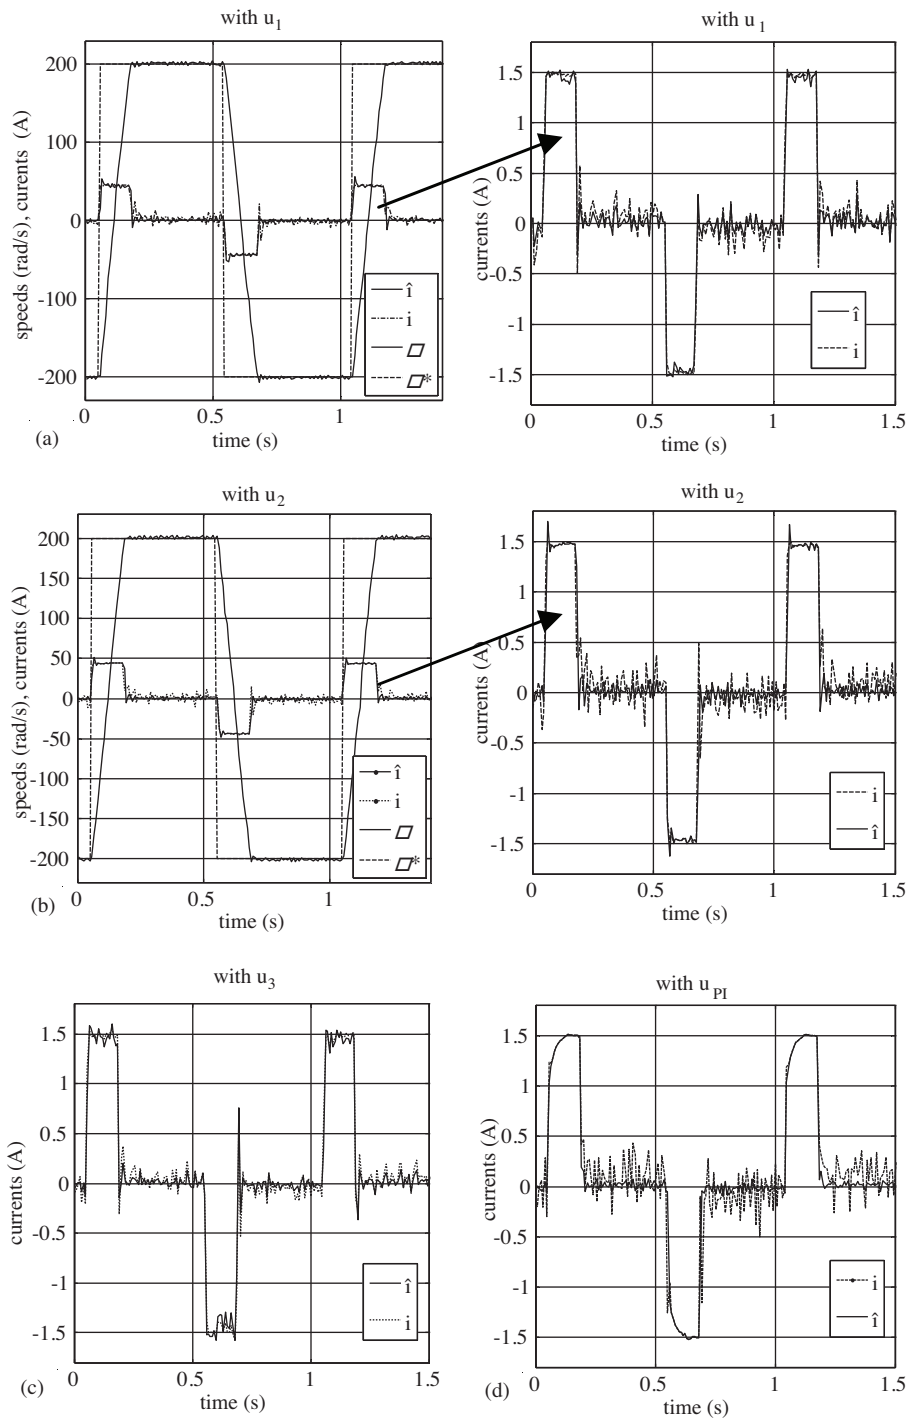 with u1
with u1
speeds (rad/s), curents (A)
200
100
0
-100
-200
î
i
▱
▱*
0
0.5
1
time (s)
(a)
currents (A)
1.5
1
0.5
0
-0.5
-1
-1.5
î
i
0
0.5
1
1.5
time (s)
with u2
with u2
speeds (rad/s), currents (A)
200
150
100
50
0
-50
-100
-150
-200
î
i
▱
▱*
0
0.5
1
time (s)
(b)
currents (A)
1.5
1
0.5
0
-0.5
-1
-1.5
i
î
0
0.5
1
1.5
time (s)
with u3
with uPI
currents (A)
1.5
1
0.5
0
-0.5
-1
-1.5
î
i
0
0.5
1
1.5
time (s)
(c)
currents (A)
1.5
1
0.5
0
-0.5
-1
-1.5
i
î
0
0.5
1
1.5
time (s)
(d)